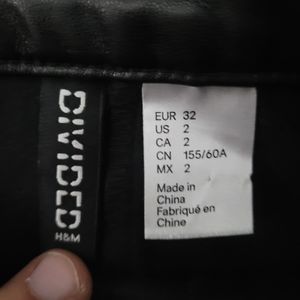 DIVIDED
H&M
EUR 32
US 2
CA 2
CN 155/60A
MX 2
Made in
China
Fabriqué en
Chine